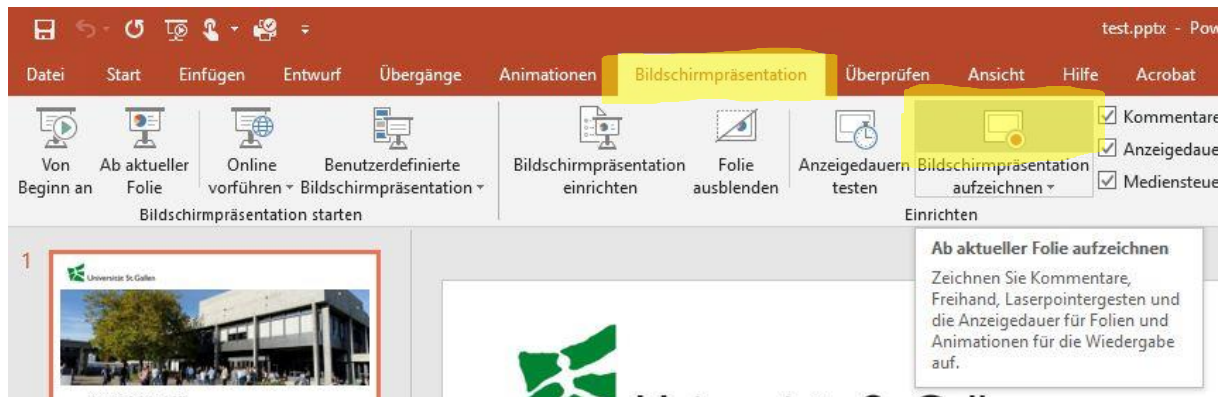 test.pptx - Pow
Datei Start Einfügen Entwurf Übergänge Animationen Bildschirmpräsentation Überprüfen Ansicht Hilfe Acrobat
Von Beginn an
Ab aktueller Folie
Online vorführen
Benutzerdefinierte Bildschirmpräsentation
Bildschirmpräsentation einrichten
Folie ausblenden
Anzeigedauern testen
Bildschirmpräsentation aufzeichnen
Kommentare
Anzeigedaue
Mediensteue
Bildschirmpräsentation starten
Einrichten
1
Universität St.Gallen
Ab aktueller Folie aufzeichnen
Zeichnen Sie Kommentare,
Freihand, Laserpointergesten und
die Anzeigedauer für Folien und
Animationen für die Wiedergabe
auf.